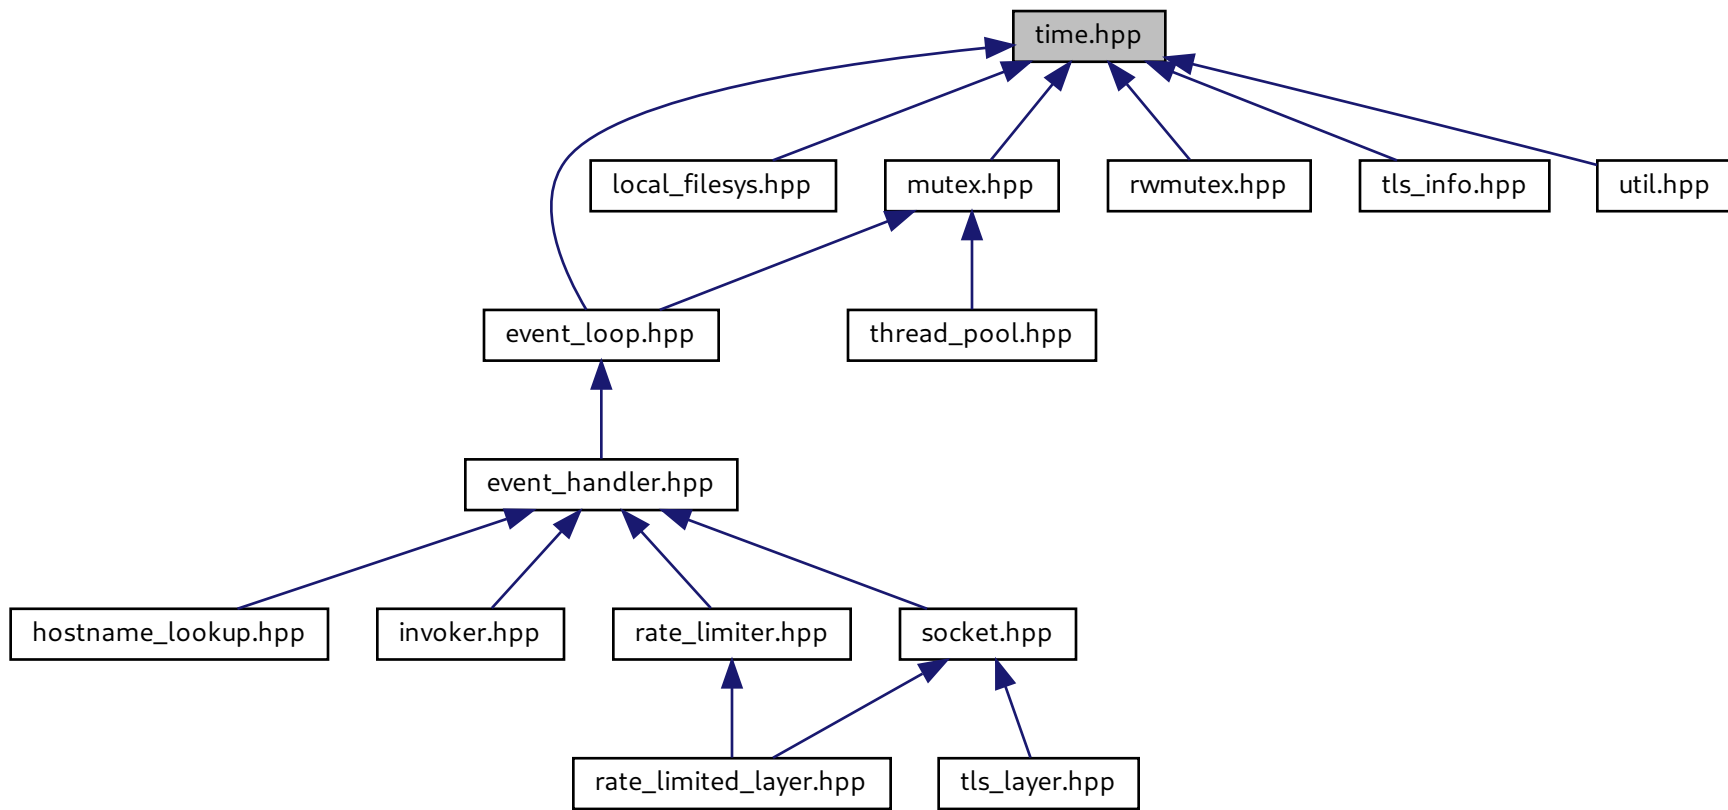 time.hpp
local_filesys.hpp
mutex.hpp
rwmutex.hpp
tls_info.hpp
util.hpp
event_loop.hpp
thread_pool.hpp
event_handler.hpp
hostname_lookup.hpp
invoker.hpp
rate_limiter.hpp
socket.hpp
rate_limited_layer.hpp
tls_layer.hpp